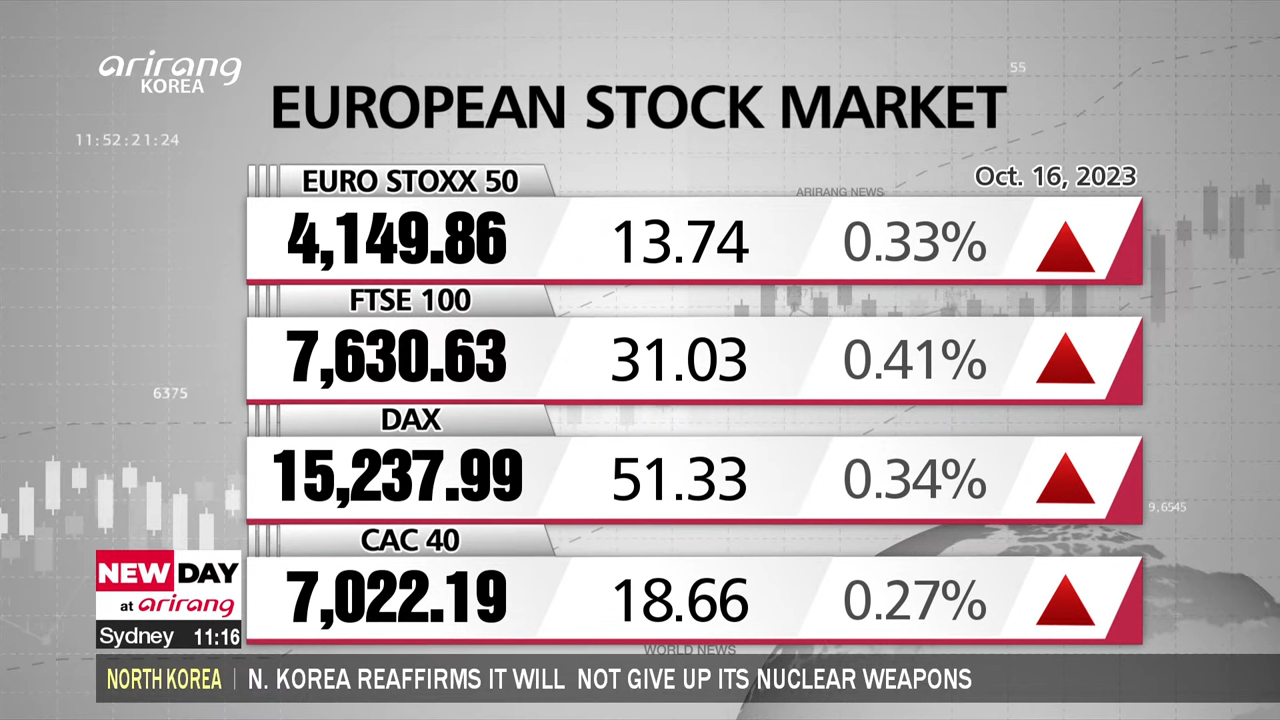 arirang
KOREA
EUROPEAN STOCK MARKET
55
11:52:21:24
EURO STOXX 50
ARIRANG NEWS
Oct. 16, 2023
4,149.86 13.74 0.33%
FTSE 100
7,630.63 31.03 0.41%
6375
DAX
15,237.99 51.33 0.34%
9,6545
CAC 40
7,022.19 18.66 0.27%
NEW DAY
at arirang
Sydney 11:16
WORLD NEWS
NORTH KOREA | N. KOREA REAFFIRMS IT WILL NOT GIVE UP ITS NUCLEAR WEAPONS